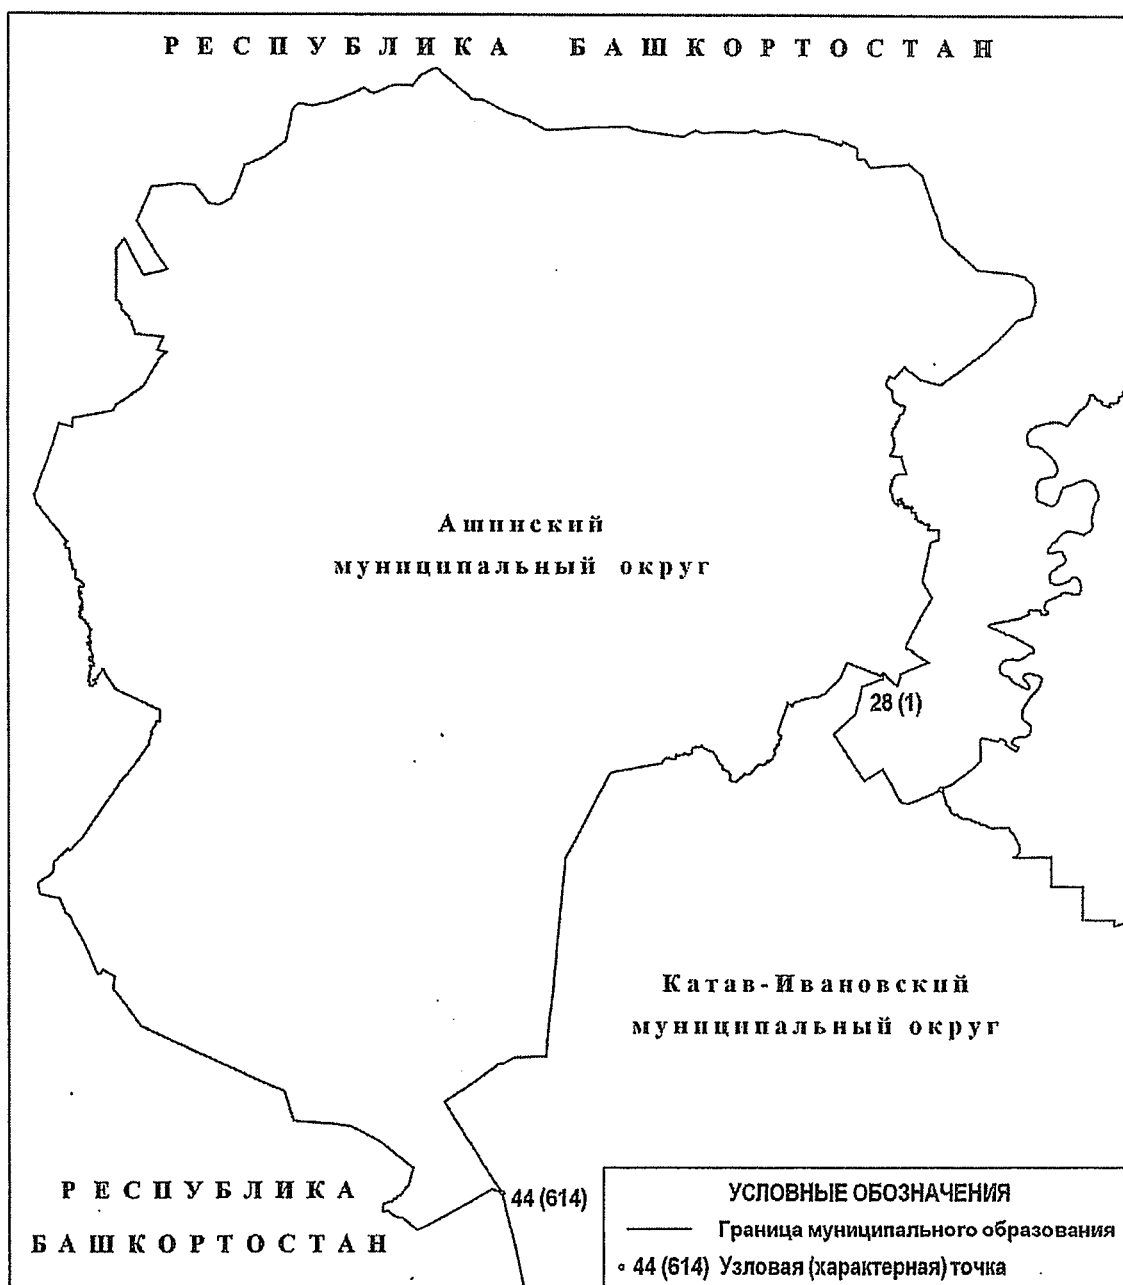 РЕСПУБЛИКА БАШКОРТОСТАН
Ашинский
муниципальный округ
28 (1)
Катав-Ивановский
муниципальный округ
44 (614)
РЕСПУБЛИКА
БАШКОРТОСТАН
УСЛОВНЫЕ ОБОЗНАЧЕНИЯ
Граница муниципального образования
44 (614) Узловая (характерная) точка